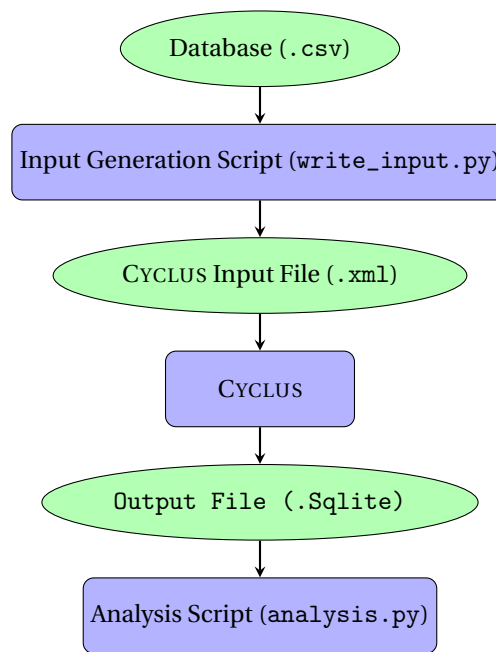 Database (.csv)
Input Generation Script (write_input.py)
CYCLUS Input File (.xml)
CYCLUS
Output File (.Sqlite)
Analysis Script (analysis.py)